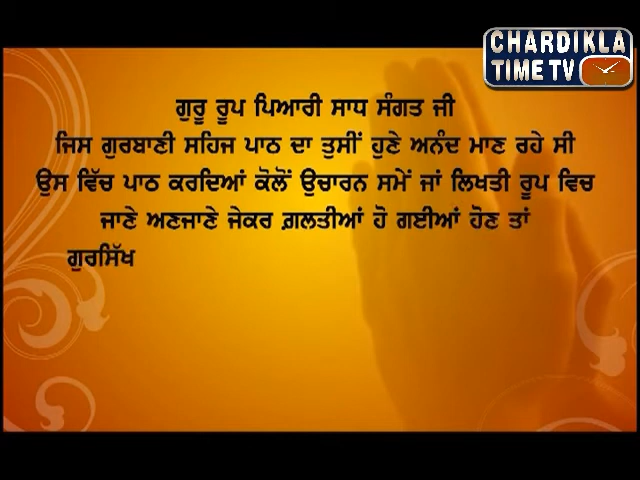 CHARDIKLA
TIME TV
ਗੁਰੂ ਰੂਪ ਪਿਆਰੀ ਸਾਧ ਸੰਗਤ ਜੀ
ਜਿਸ ਗੁਰਬਾਣੀ ਸਹਿਜ ਪਾਠ ਦਾ ਤੁਸੀਂ ਹੁਣੇ ਅਨੰਦ ਮਾਣ ਰਹੇ ਸੀ
ਉਸ ਵਿੱਚ ਪਾਠ ਕਰਦਿਆਂ ਕੋਲੋਂ ਉਚਾਰਨ ਸਮੇਂ ਜਾਂ ਲਿਖਤੀ ਰੂਪ ਵਿਚ
ਜਾਣੇ ਅਣਜਾਣੇ ਜੇਕਰ ਗ਼ਲਤੀਆਂ ਹੋ ਗਈਆਂ ਹੋਣ ਤਾਂ
ਗੁਰਸਿੱਖ